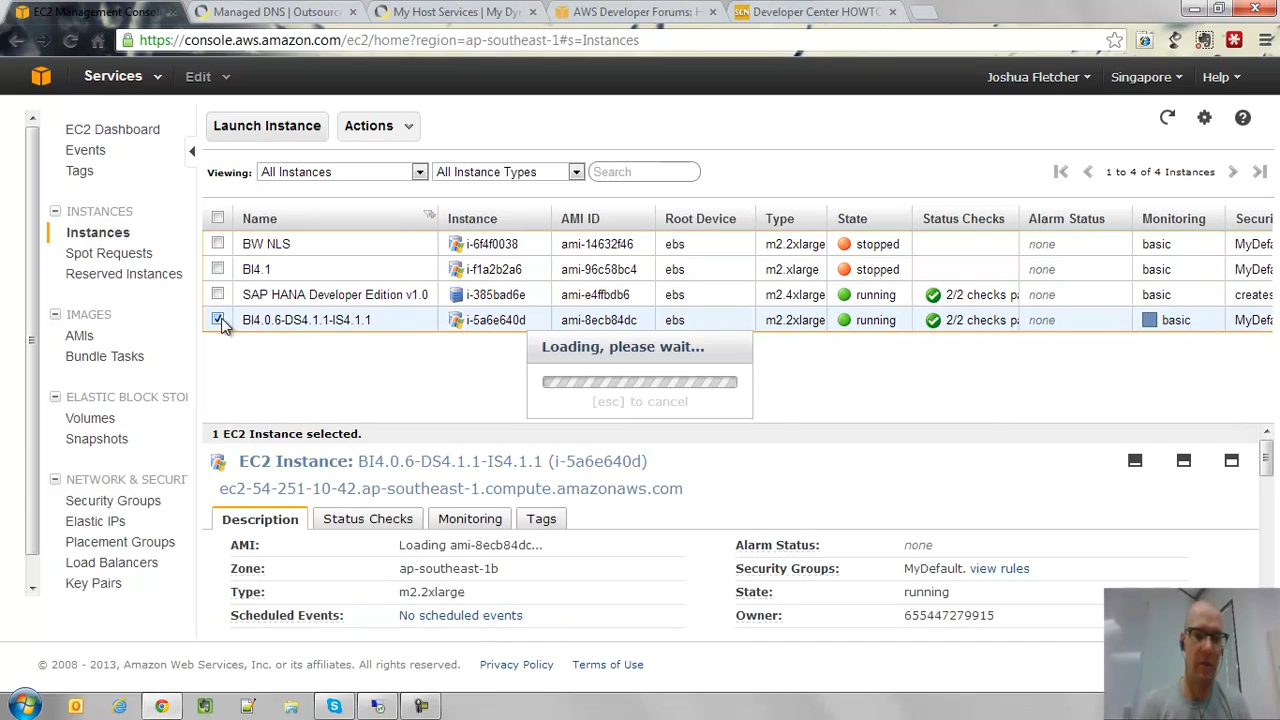 EC2 Management Consol
Managed DNS | Outsourc
My Host Services | My Dy
AWS Developer Forums: H
SCN Developer Center HOWTO
https://console.aws.amazon.com/ec2/home?region=ap-southeast-1#s=Instances
Services Edit Joshua Fletcher Singapore Help
EC2 Dashboard
Events
Tags
INSTANCES
Instances
Spot Requests
Reserved Instances
IMAGES
AMIs
Bundle Tasks
ELASTIC BLOCK STOI
Volumes
Snapshots
NETWORK & SECURI
Security Groups
Elastic IPs
Placement Groups
Load Balancers
Key Pairs
Launch Instance Actions
Viewing: All Instances All Instance Types Search 1 to 4 of 4 Instances
Name Instance AMI ID Root Device Type State Status Checks Alarm Status Monitoring Securi
BW NLS i-6f4f0038 ami-14632f46 ebs m2.2xlarge stopped none basic MyDefa
BI4.1 i-f1a2b2a6 ami-96c58bc4 ebs m2.xlarge stopped none basic MyDefa
SAP HANA Developer Edition v1.0 i-385bad6e ami-e4ffbdb6 ebs m2.4xlarge running 2/2 checks pa none basic creates
BI4.0.6-DS4.1.1-IS4.1.1 i-5a6e640d ami-8ecb84dc ebs m2.2xlarge running 2/2 checks pa none basic MyDefa
Loading, please wait...
[esc] to cancel
1 EC2 Instance selected.
EC2 Instance: BI4.0.6-DS4.1.1-IS4.1.1 (i-5a6e640d)
ec2-54-251-10-42.ap-southeast-1.compute.amazonaws.com
Description Status Checks Monitoring Tags
AMI: Loading ami-8ecb84dc... Alarm Status: none
Zone: ap-southeast-1b Security Groups: MyDefault. view rules
Type: m2.2xlarge State: running
Scheduled Events: No scheduled events Owner: 655447279915
© 2008 - 2013, Amazon Web Services, Inc. or its affiliates. All rights reserved. Privacy Policy Terms of Use